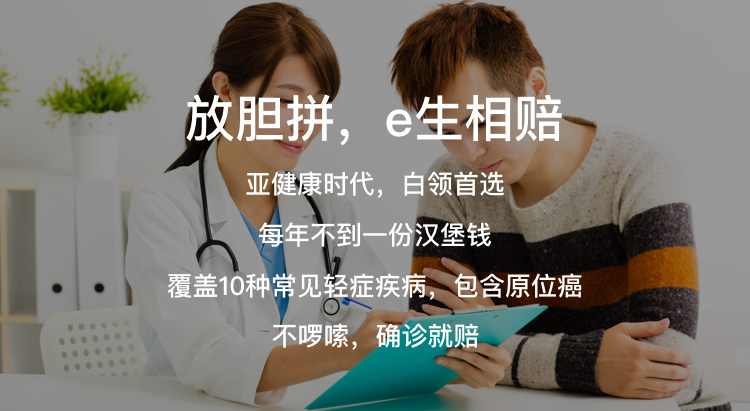 放胆拼，e生相赔
亚健康时代，白领首选
每年不到一份汉堡钱
覆盖10种常见轻症疾病，包含原位癌
不啰嗦，确诊就赔